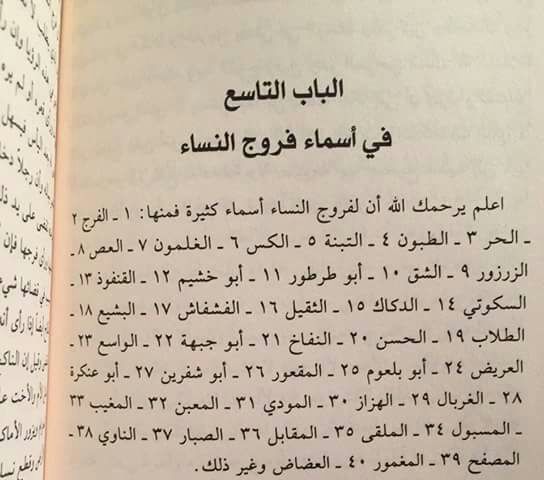 الباب التاسع
في أسماء فروج النساء
اعلم يرحمك الله أن لفروج النساء أسماء كثيرة فمنها: ١ ـ الفرج ٢
ـ الحر ٣ ـ الطبون ٤ ـ التبنة ٥ ـ الكس ٦ ـ الغلمون ٧ ـ العص ٨ ـ
الزرزور ٩ ـ الشق ١٠ ـ أبو طرطور ١١ ـ أبو خشيم ١٢ ـ القنفوذ ١٣ ـ
السكوتي ١٤ ـ الدكاك ١٥ ـ الثقيل ١٦ ـ الفشفاش ١٧ ـ البشيع ١٨ ـ
الطلاب ١٩ ـ الحسن ٢٠ ـ النفاخ ٢١ ـ أبو جبهة ٢٢ ـ الواسع ٢٣ ـ
العريض ٢٤ ـ أبو بلعوم ٢٥ ـ المقعور ٢٦ ـ أبو شفرين ٢٧ ـ أبو عنكرة
٢٨ ـ الغربال ٢٩ ـ الهزاز ٣٠ ـ المودي ٣١ ـ المعبن ٣٢ ـ المغيب ٣٣
ـ المسبول ٣٤ ـ الملقى ٣٥ ـ المقابل ٣٦ ـ الصبار ٣٧ ـ الناوي ٣٨ ـ
المصفح ٣٩ ـ المغمور ٤٠ ـ العضاض وغير ذلك.